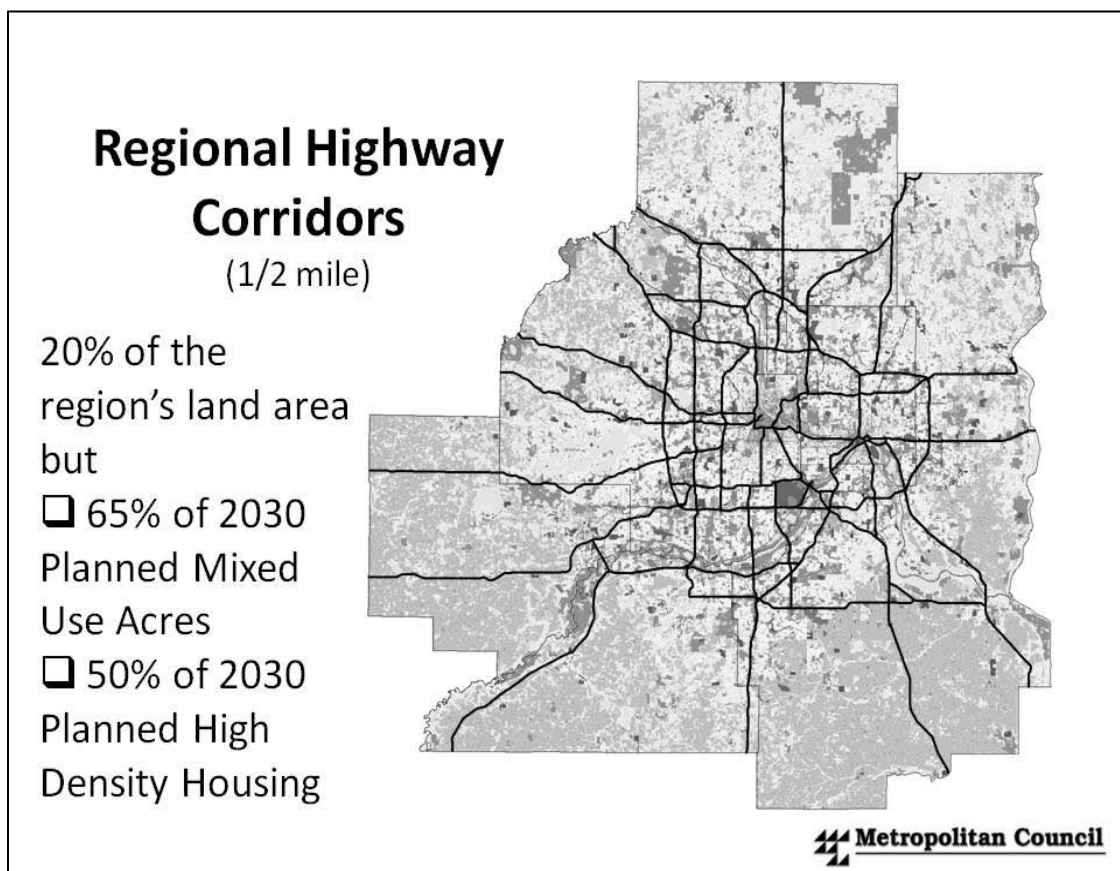 Regional Highway
Corridors
(1/2 mile)
20% of the
region's land area
but
❑ 65% of 2030
Planned Mixed
Use Acres
❑ 50% of 2030
Planned High
Density Housing
Metropolitan Council